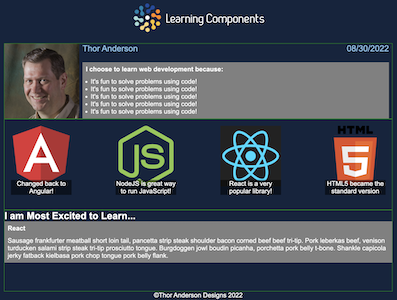 Learning Components
Thor Anderson 08/30/2022
I choose to learn web development because:
• It's fun to solve problems using code!
• It's fun to solve problems using code!
• It's fun to solve problems using code!
• It's fun to solve problems using code!
• It's fun to solve problems using code!
A
JS
HTML
5
Changed back to
Angular!
NodeJS is great way
to run JavaScript!
React is a very
popular library!
HTML5 became the
standard version
I am Most Excited to Learn...
React
Sausage frankfurter meatball short loin tail, pancetta strip steak shoulder bacon corned beef beef tri-tip. Pork leberkas beef, venison
turducken salami strip steak tri-tip prosciutto tongue. Burgdoggen jowl boudin picanha, porchetta pork belly t-bone. Shankle capicola
jerky fatback kielbasa pork chop tongue pork belly flank.
©Thor Anderson Designs 2022